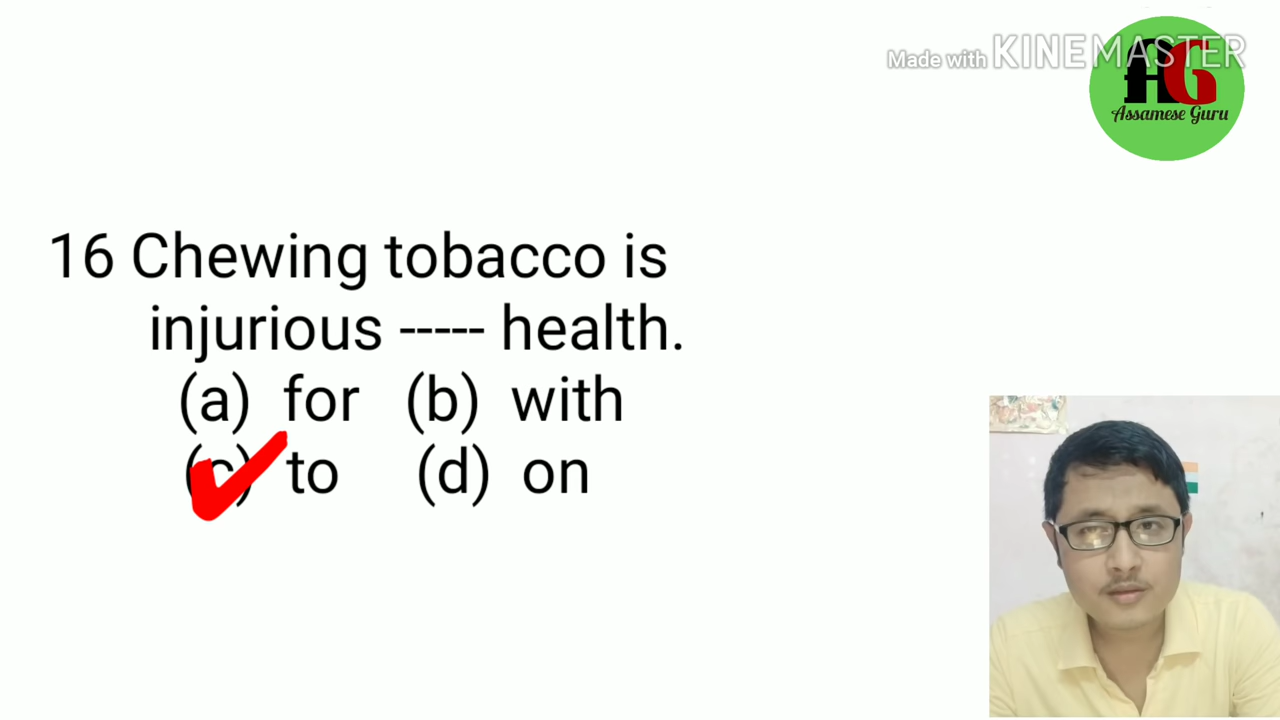 Made with KINEMASTER
AG
Assamese Guru
16 Chewing tobacco is
injurious ----- health.
(a) for (b) with
(c) to (d) on